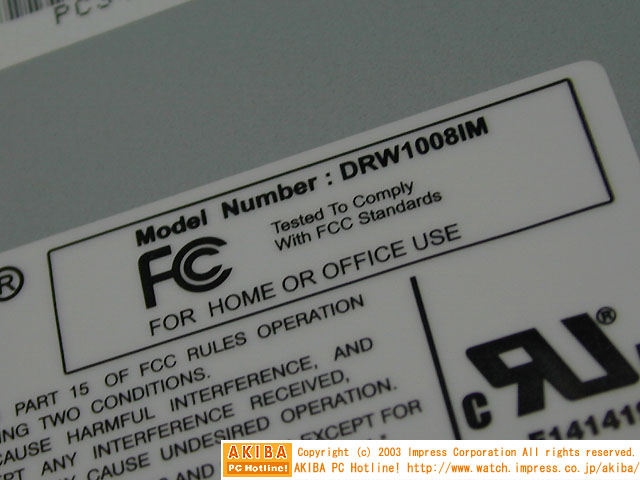 Model Number : DRW1008IM
FC
Tested To Comply
With FCC Standards
FOR HOME OR OFFICE USE
®
PART 15 OF FCC RULES OPERATION
TWO CONDITIONS.
HARMFUL INTERFERENCE, AND
ANY INTERFERENCE RECEIVED,
CAUSE UNDESIRED OPERATION.
EXCEPT FOR
c RU ®
AKIBA
PC Hotline!
Copyright (c) 2003 Impress Corporation All rights reserved.
AKIBA PC Hotline! http://www.watch.impress.co.jp/akiba/